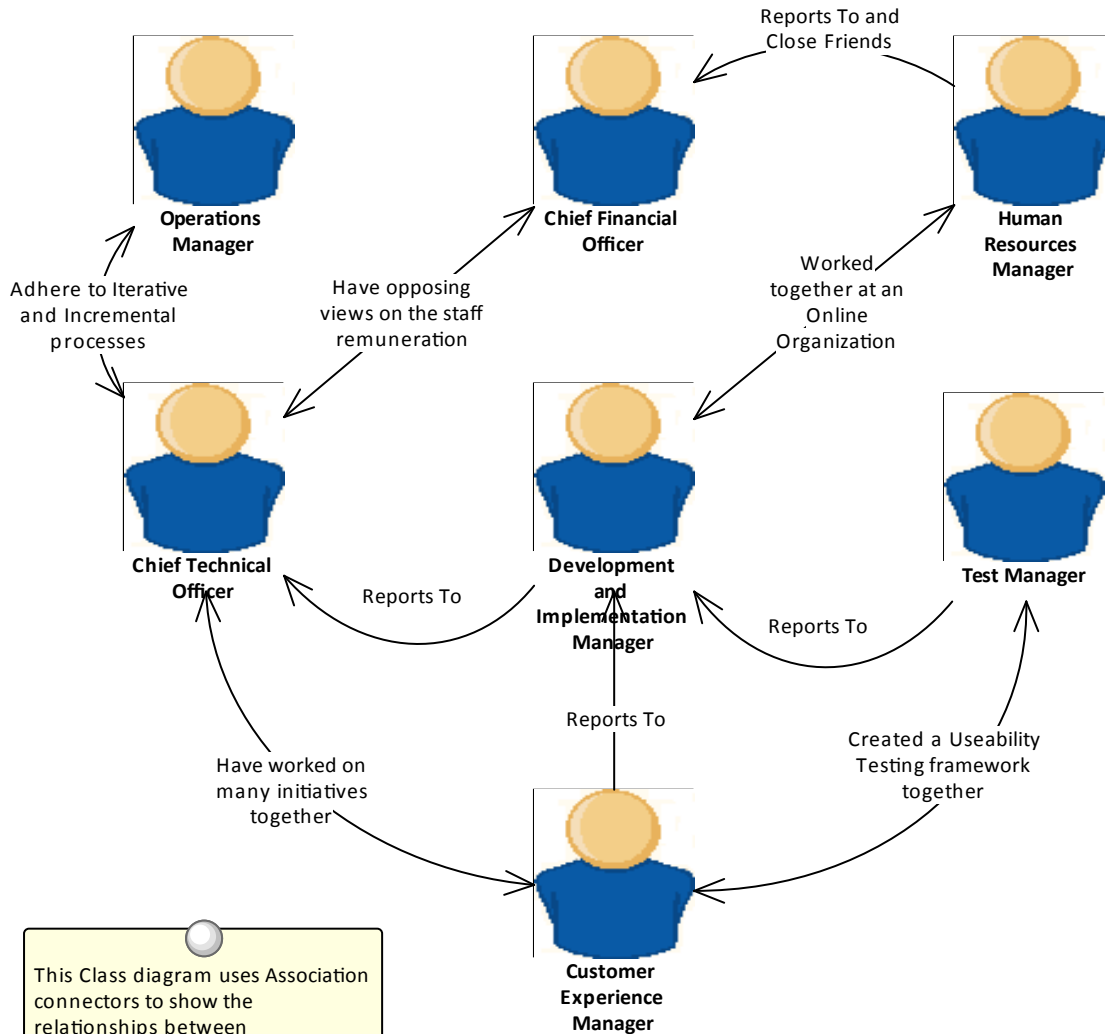 Reports To and
Close Friends
Operations
Manager
Chief Financial
Officer
Human
Resources
Manager
Adhere to Iterative
and Incremental
processes
Have opposing
views on the staff
remuneration
Worked
together at an
Online
Organization
Chief Technical
Officer
Development
and
Implementation
Manager
Test Manager
Reports To
Reports To
Reports To
Have worked on
many initiatives
together
Created a Useability
Testing framework
together
Customer
Experience
Manager
This Class diagram uses Association
connectors to show the
relationships between